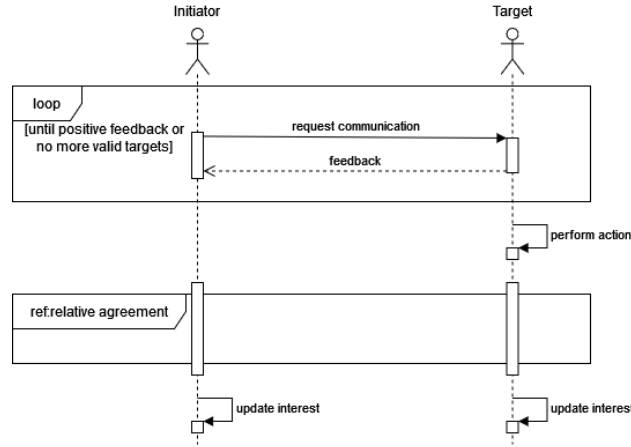 Initiator
Target
loop
[until positive feedback or
no more valid targets]
request communication
feedback
perform action
ref:relative agreement
update interest
update interest